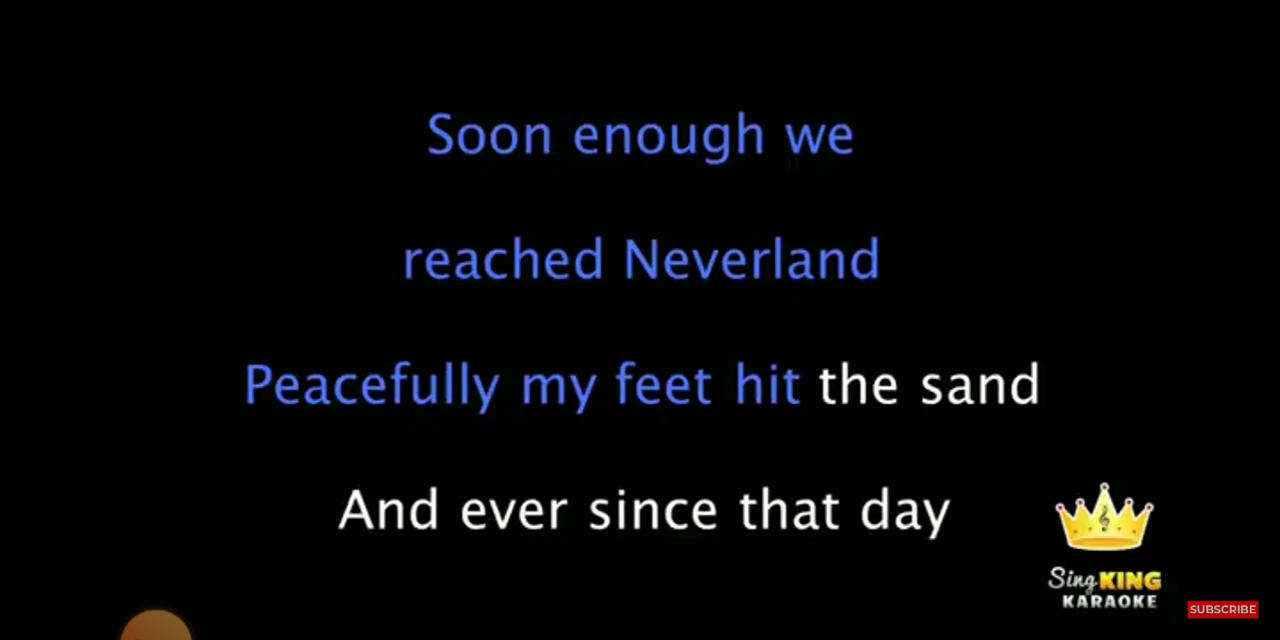 Soon enough we
reached Neverland
Peacefully my feet hit the sand
And ever since that day
Sing KING
KARAOKE
SUBSCRIBE